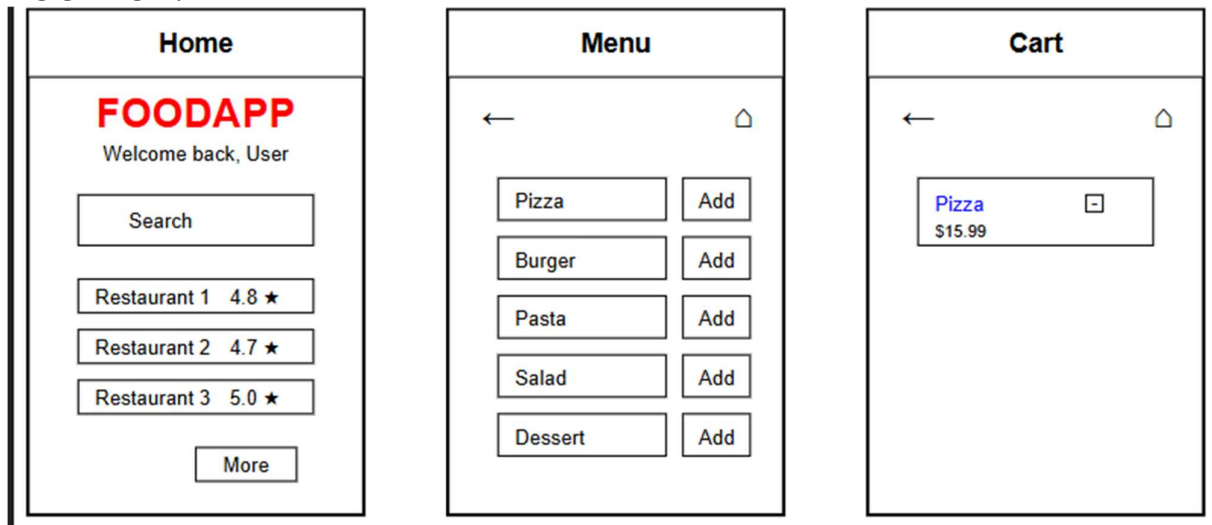 Home
FOODAPP
Welcome back, User
Search
Restaurant 1 4.8 ★
Restaurant 2 4.7 ★
Restaurant 3 5.0 ★
More
Menu
← ⌂
Pizza Add
Burger Add
Pasta Add
Salad Add
Dessert Add
Cart
← ⌂
Pizza -
$15.99